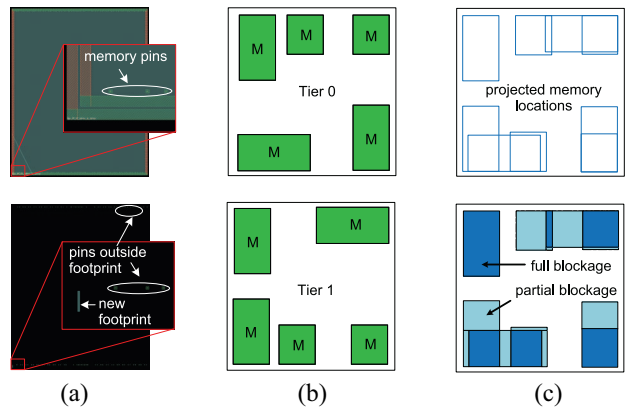 memory pins
pins outside
footprint
new
footprint
(a)
M
M
M
Tier 0
M
M
M
M
Tier 1
M
M
M
(b)
projected memory
locations
full blockage
partial blockage
(c)